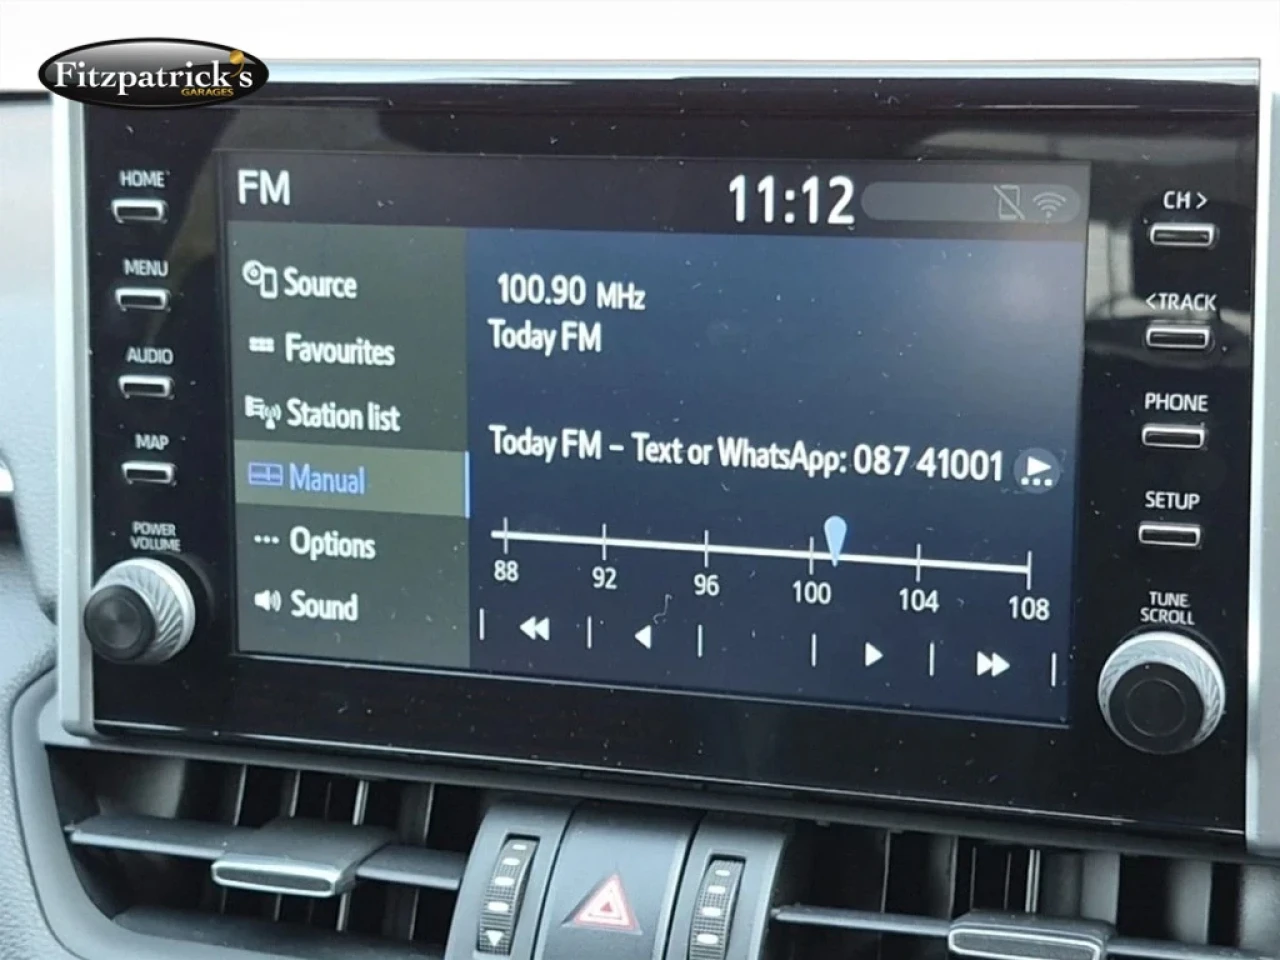 Fitzpatrick's
GARAGES
HOME
MENU
AUDIO
MAP
POWER
VOLUME
FM
11:12
Source
Favourites
Station list
Manual
Options
Sound
100.90 MHz
Today FM
Today FM – Text or WhatsApp: 087 41001
88 92 96 100 104 108
CH >
<TRACK
PHONE
SETUP
TUNE
SCROLL